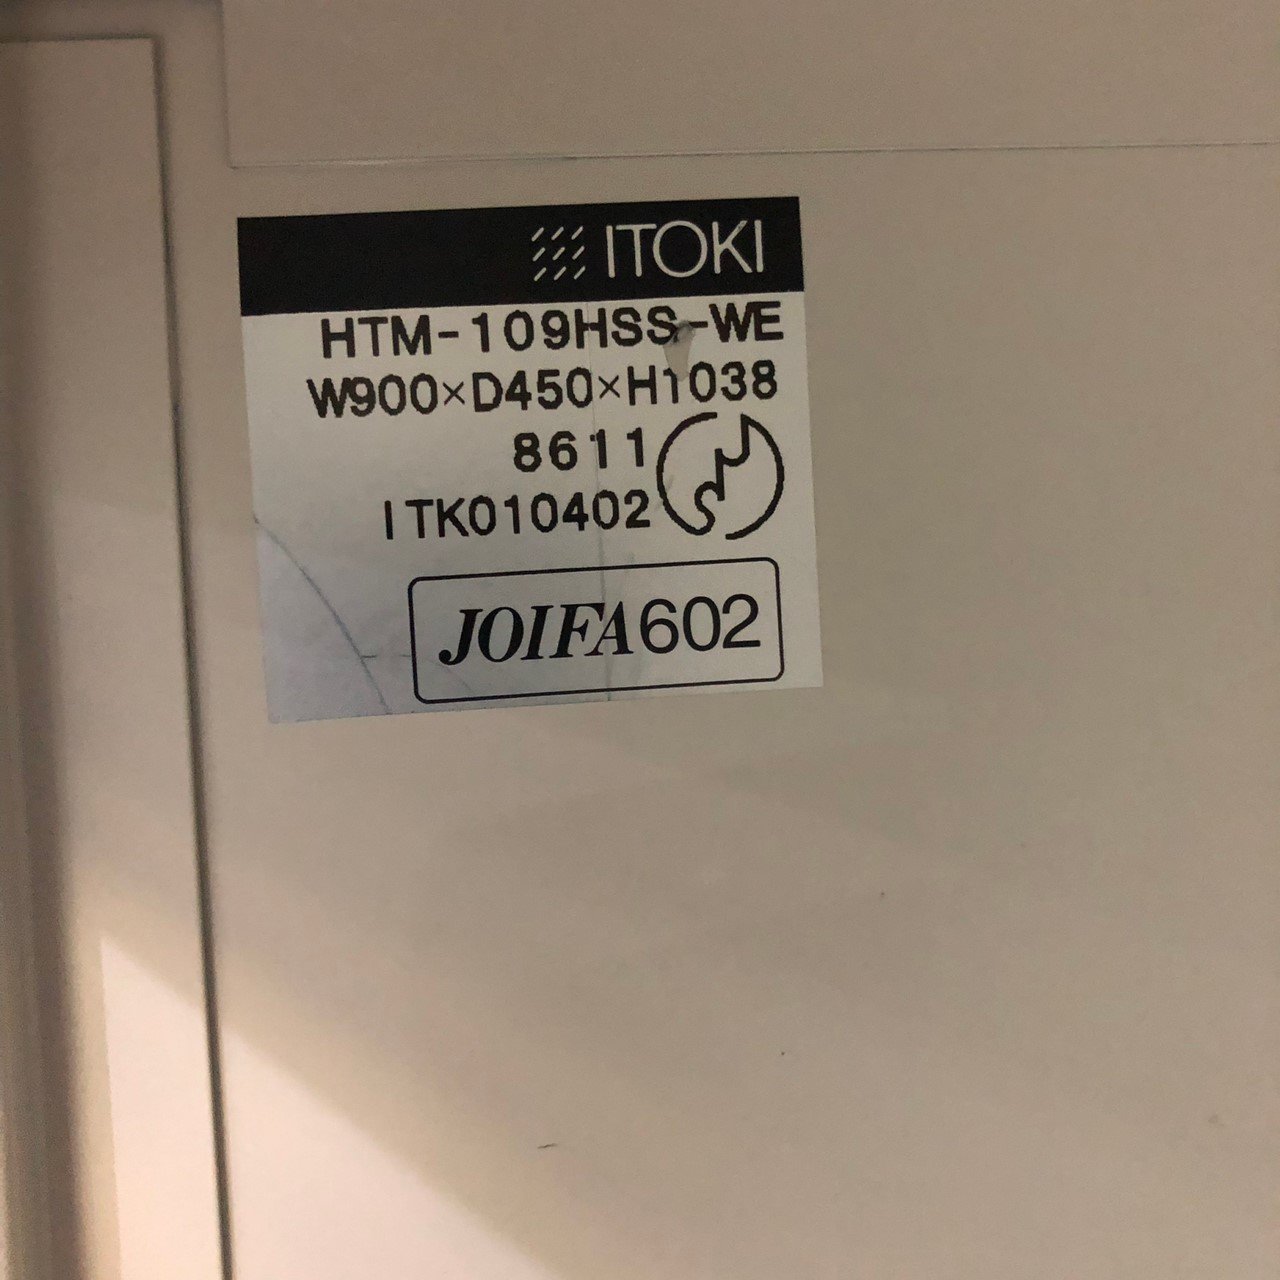 ITOKI
HTM-109HSS-WE
W900×D450×H1038
8611
ITK010402
JOIFA602